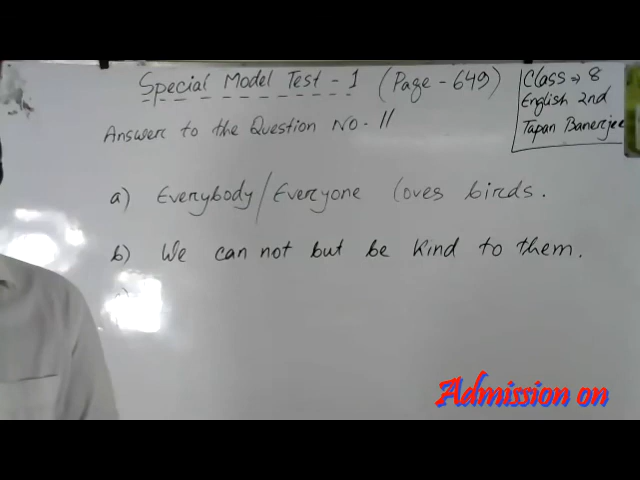 Special Model Test - 1 (Page - 649)
Class → 8
English 2nd
Tapan Banerjee
Answer to the Question No - 11
a) Everybody/Everyone loves birds.
b) We can not but be kind to them.
c)
Admission on